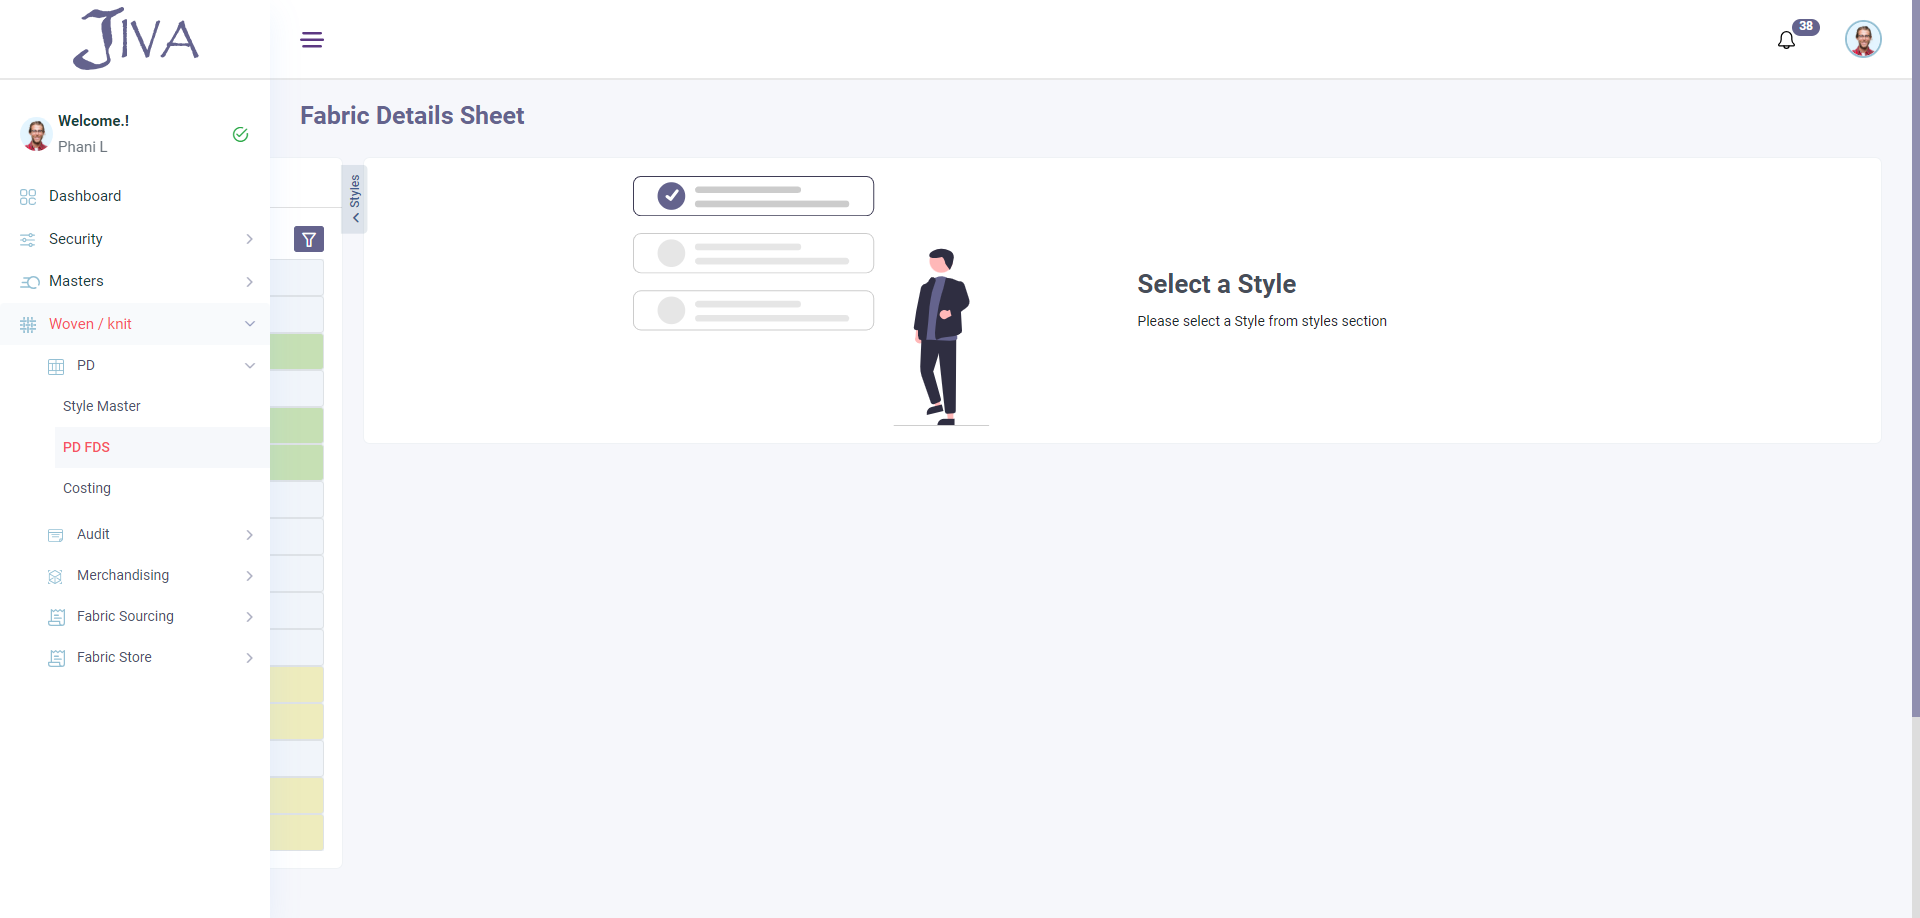 JIVA
38
Welcome.!
Phani L
Dashboard
Security
Masters
Woven / knit
PD
Style Master
PD FDS
Costing
Audit
Merchandising
Fabric Sourcing
Fabric Store
Fabric Details Sheet
Styles
Select a Style
Please select a Style from styles section